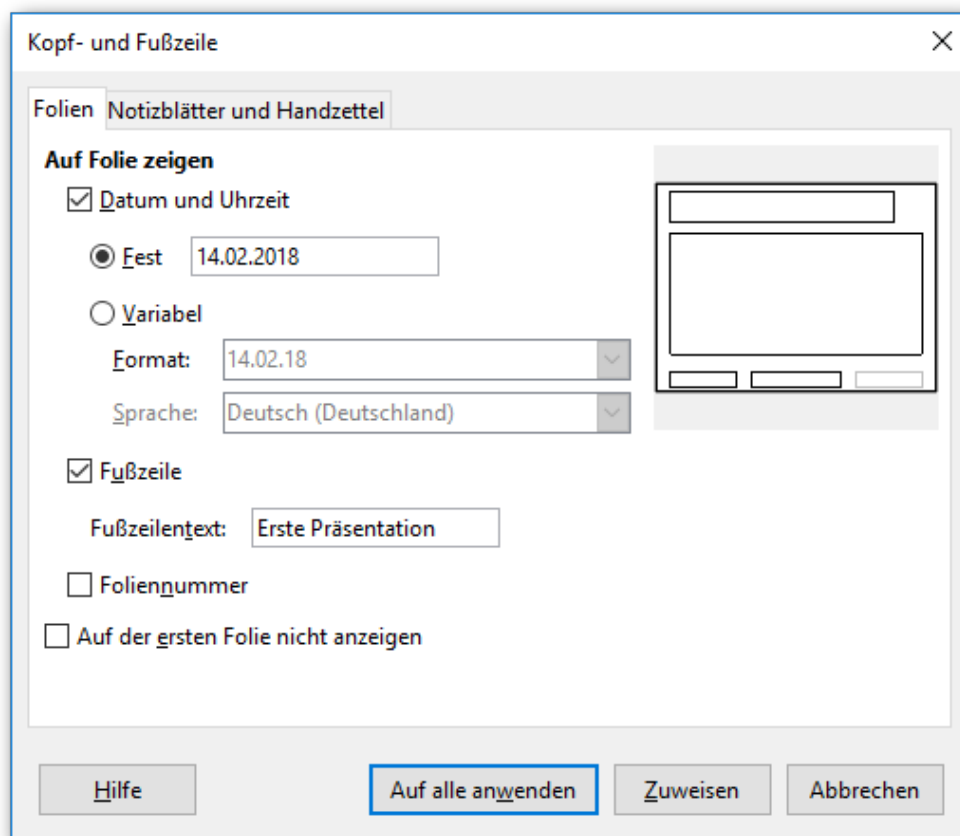 Kopf- und Fußzeile
Folien Notizblätter und Handzettel
Auf Folie zeigen
Datum und Uhrzeit
Fest 14.02.2018
Variabel
Format: 14.02.18
Sprache: Deutsch (Deutschland)
Fußzeile
Fußzeilentext: Erste Präsentation
Foliennummer
Auf der ersten Folie nicht anzeigen
Hilfe Auf alle anwenden Zuweisen Abbrechen